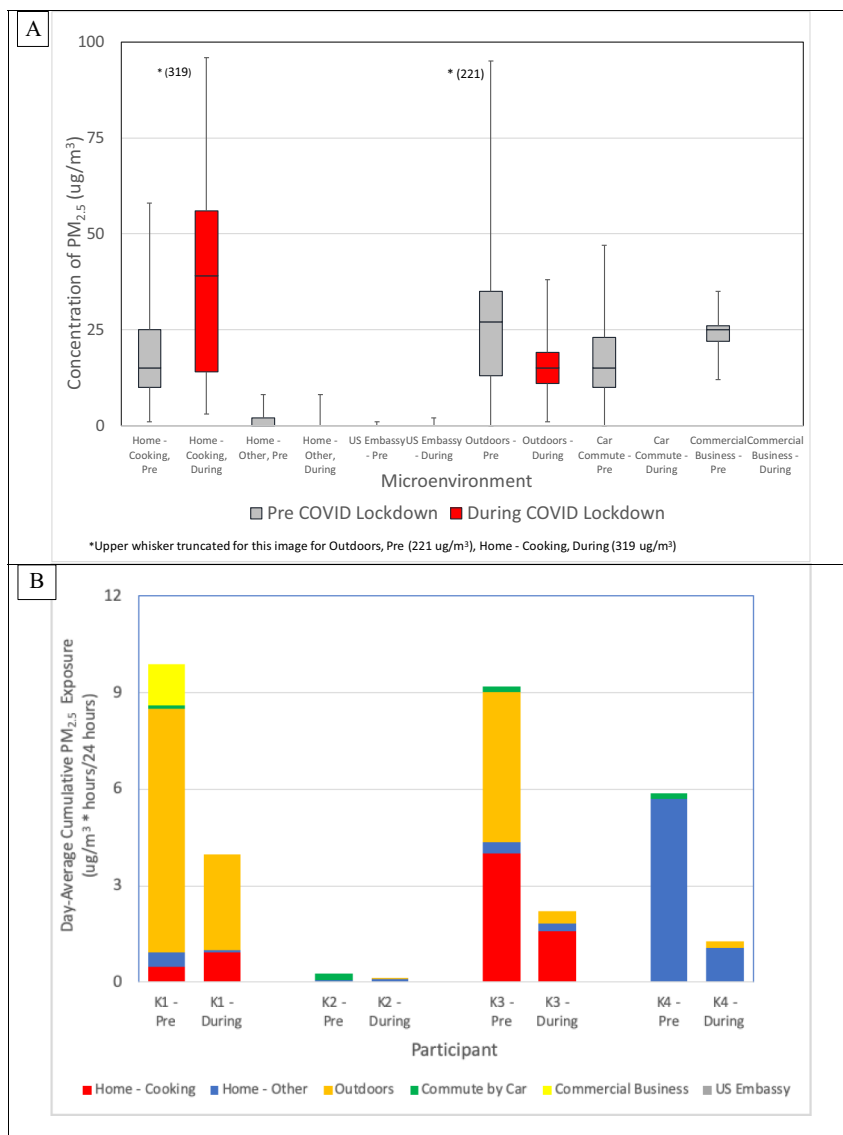 A
Concentration of PM2.5 (ug/m³)
100
75
50
25
0
* (319)
* (221)
Home -
Cooking,
Pre
Home -
Cooking,
During
Home -
Other, Pre
Home -
Other,
During
US Embassy
- Pre
US Embassy
- During
Outdoors -
Pre
Outdoors -
During
Car
Commute -
Pre
Car
Commute -
During
Commercial
Business -
Pre
Commercial
Business -
During
Microenvironment
Pre COVID Lockdown
During COVID Lockdown
*Upper whisker truncated for this image for Outdoors, Pre (221 ug/m³), Home - Cooking, During (319 ug/m³)
B
Day-Average Cumulative PM2.5 Exposure
(ug/m³ * hours/24 hours)
12
9
6
3
0
K1 -
Pre
K1 -
During
K2 -
Pre
K2 -
During
K3 -
Pre
K3 -
During
K4 -
Pre
K4 -
During
Participant
Home - Cooking
Home - Other
Outdoors
Commute by Car
Commercial Business
US Embassy